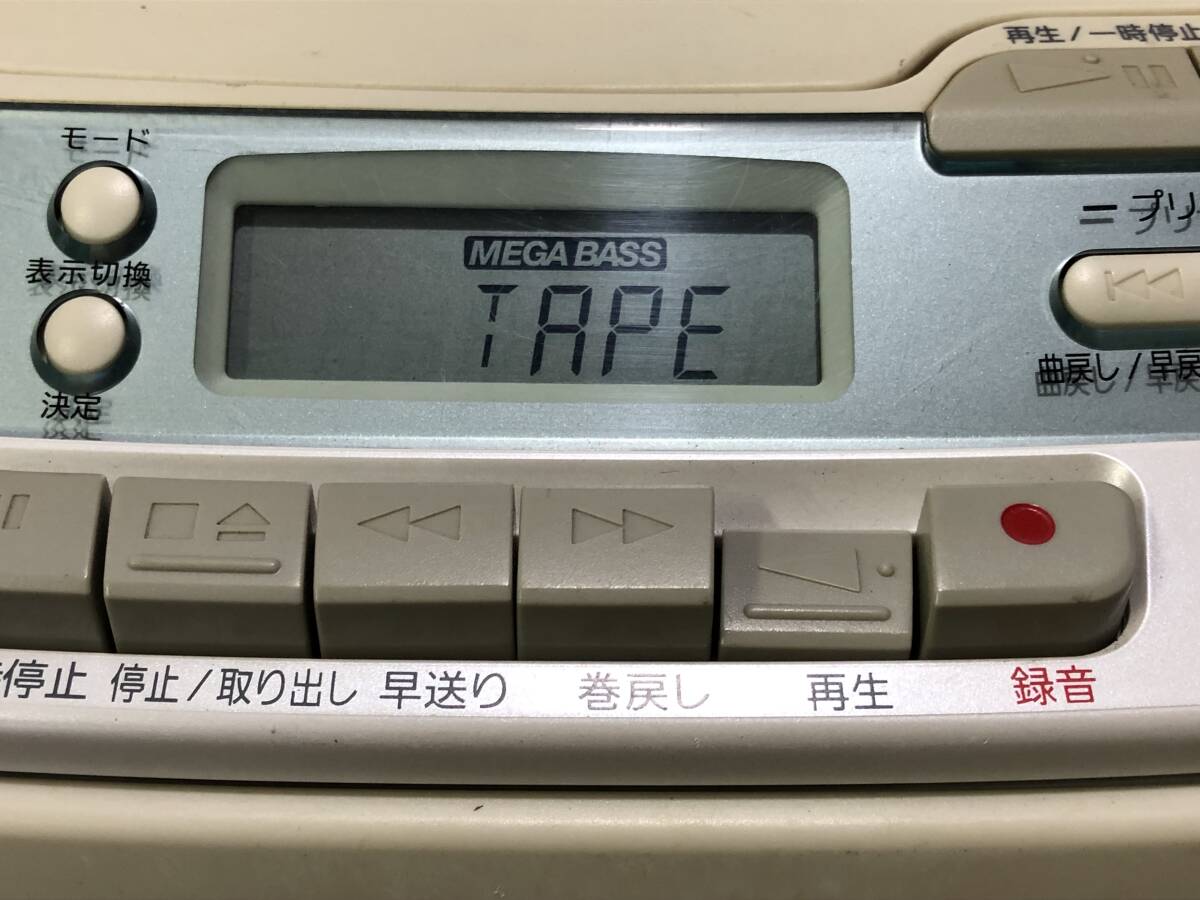 再生/一時停止
モード
表示切換
決定
MEGA BASS
TAPE
プリ
曲戻し/早戻
停止
停止/取り出し
早送り
巻戻し
再生
録音